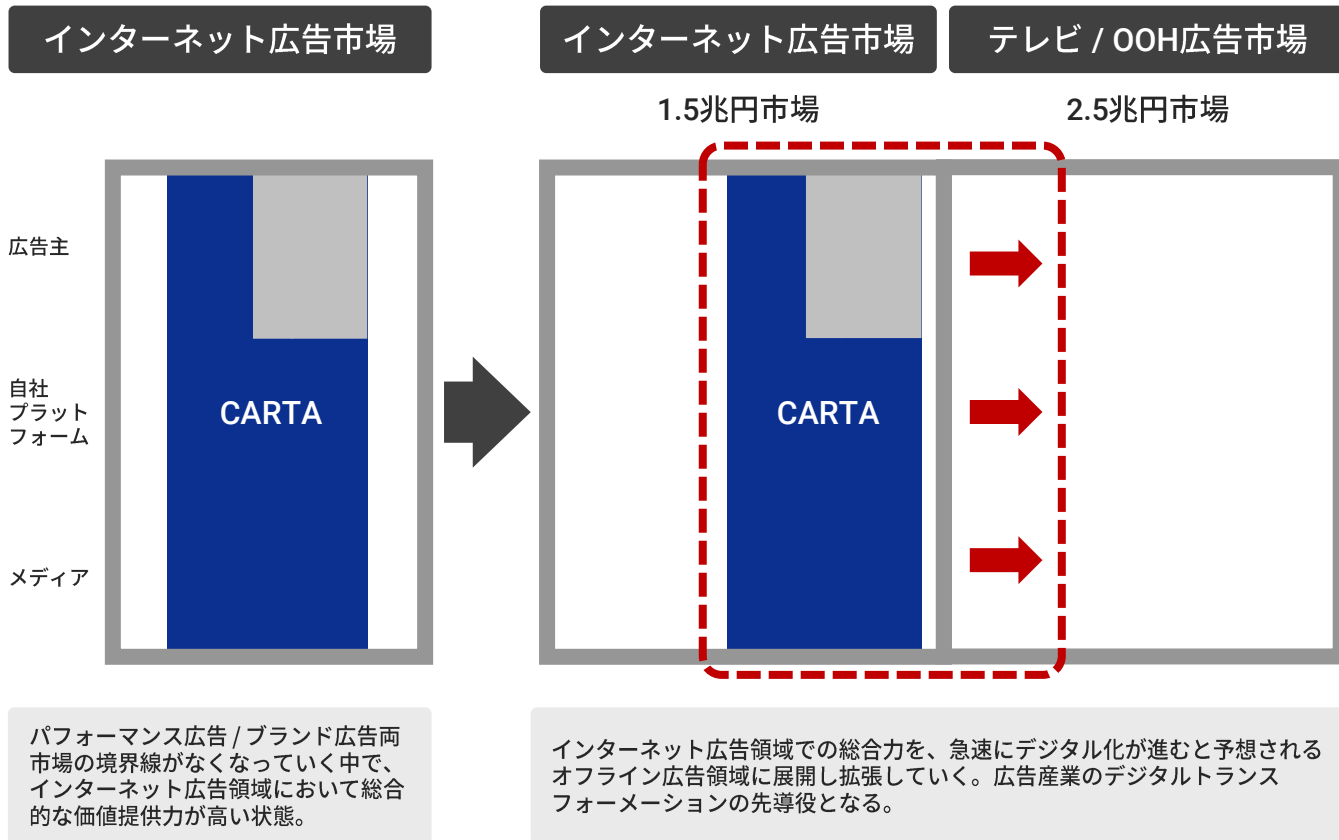 インターネット広告市場
インターネット広告市場
テレビ / OOH広告市場
1.5兆円市場
2.5兆円市場
広告主
自社
プラット
フォーム
メディア
CARTA
CARTA
パフォーマンス広告 / ブランド広告両
市場の境界線がなくなっていく中で、
インターネット広告領域において総合
的な価値提供力が高い状態。
インターネット広告領域での総合力を、急速にデジタル化が進むと予想される
オフライン広告領域に展開し拡張していく。広告産業のデジタルトランス
フォーメーションの先導役となる。